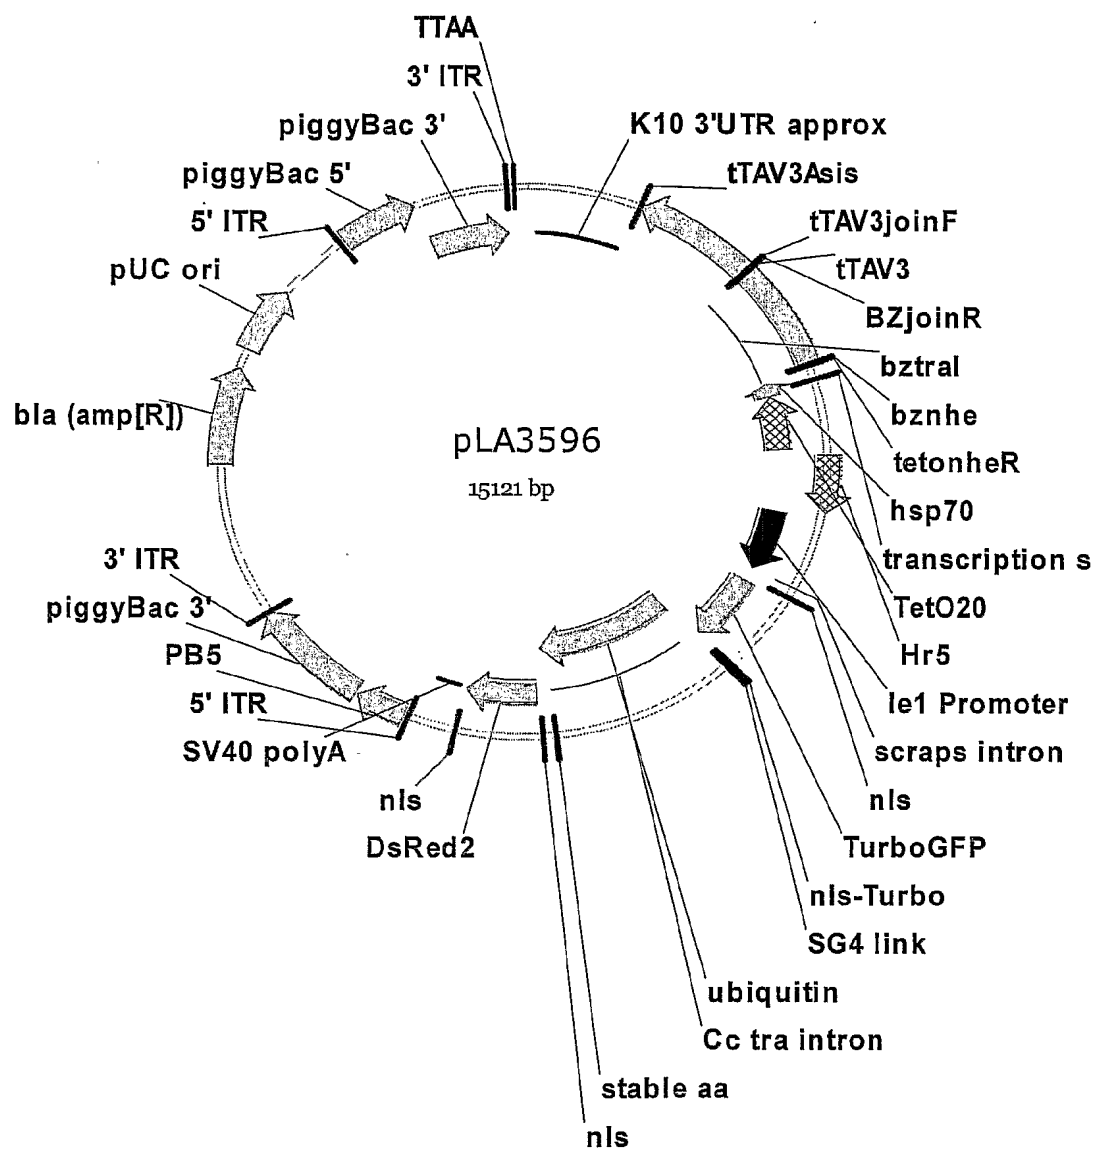 TTAA
3' ITR
piggyBac 3'
K10 3'UTR approx
piggyBac 5'
tTAV3Asis
5' ITR
tTAV3joinF
pUC ori
tTAV3
BZjoinR
bztraI
bla (amp[R])
bznhe
pLA3596
15121 bp
tetonheR
hsp70
transcription s
3' ITR
piggyBac 3'
TetO20
PB5
Hr5
5' ITR
Ie1 Promoter
SV40 polyA
scraps intron
nls
nls
DsRed2
TurboGFP
nls-Turbo
SG4 link
ubiquitin
Cc tra intron
stable aa
nls